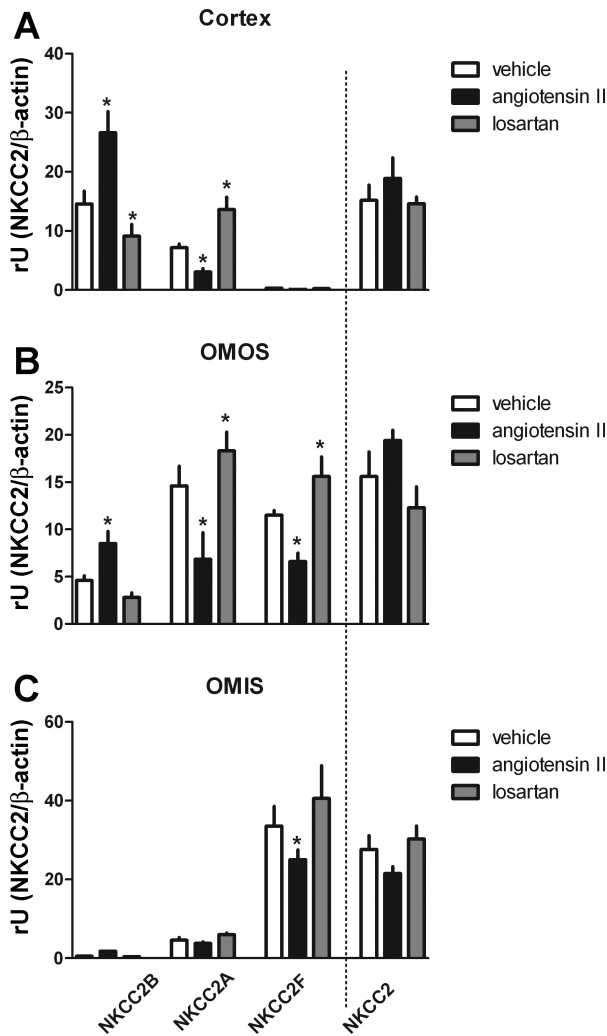 A
Cortex
rU (NKCC2/β-actin)
40
30
20
10
0
*
*
*
*
vehicle
angiotensin II
losartan
B
OMOS
rU (NKCC2/β-actin)
25
20
15
10
5
0
*
*
*
*
*
vehicle
angiotensin II
losartan
C
OMIS
rU (NKCC2/β-actin)
60
40
20
0
*
vehicle
angiotensin II
losartan
NKCC2B
NKCC2A
NKCC2F
NKCC2